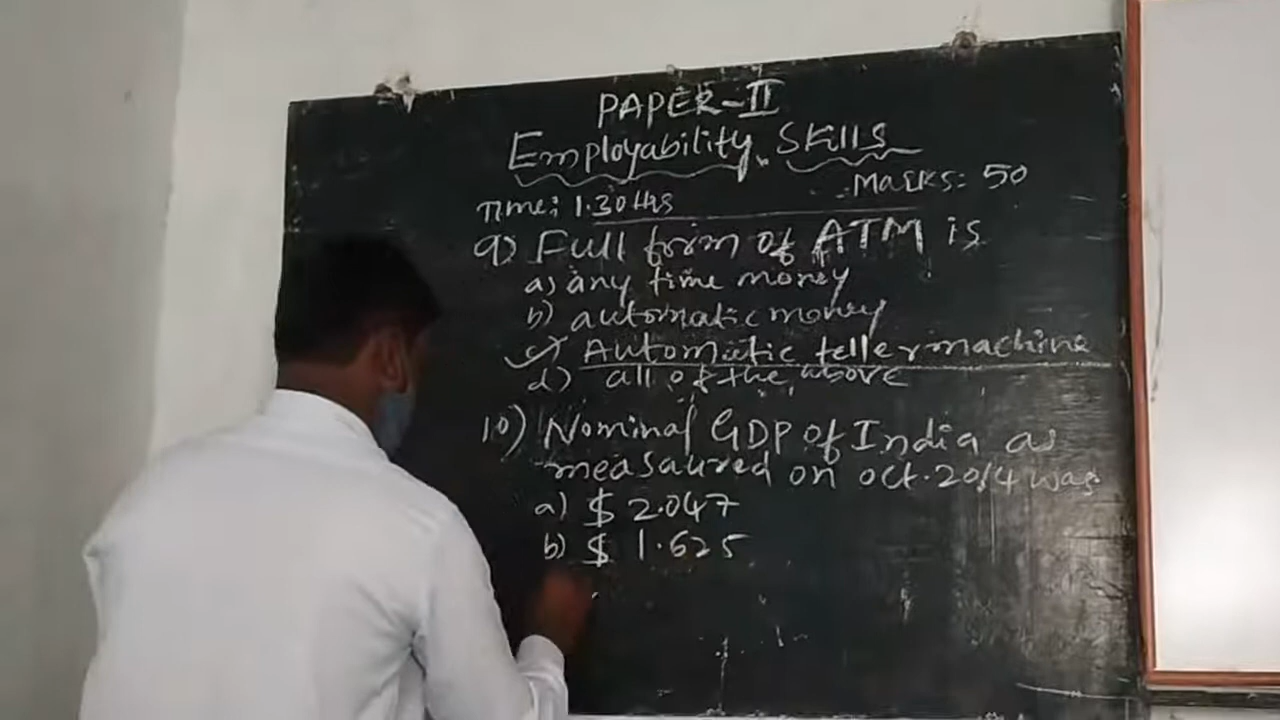 PAPER-II
Employability Skills
Time: 1.30 Hrs Marks: 50
9) Full form of ATM is
a) any time money
b) automatic money
c) Automatic teller machine
d) all of the above
10) Nominal GDP of India as
measaured on oct.2014 was
a) $ 2.047
b) $ 1.625